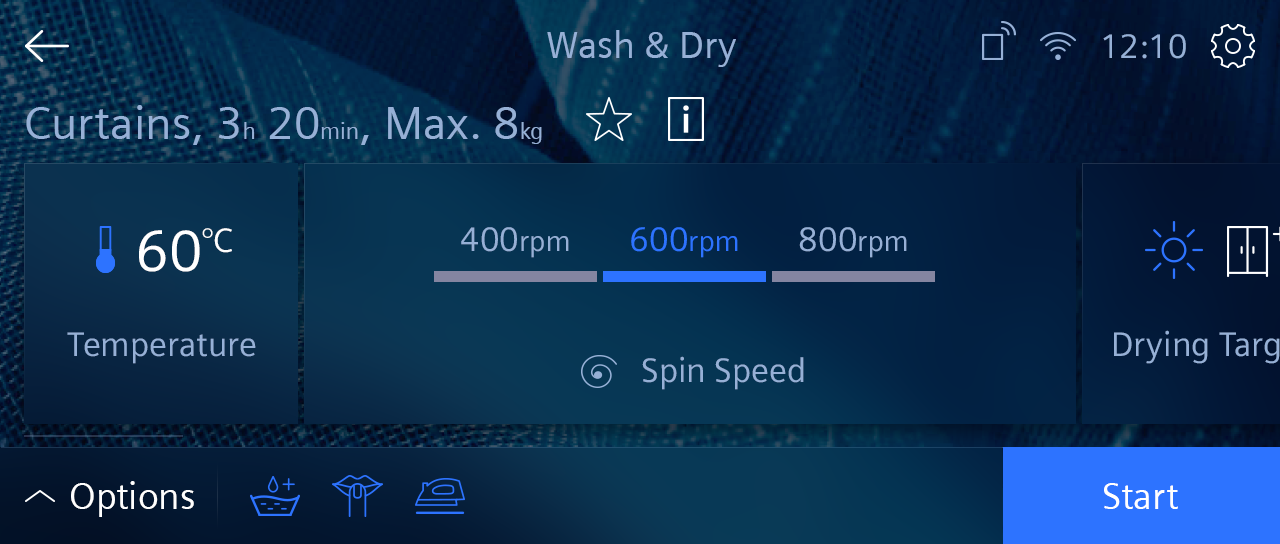 Wash & Dry
12:10
Curtains, 3h 20min, Max. 8kg
i
60°C
400rpm 600rpm 800rpm
Temperature
Spin Speed
Drying Targ
Options
Start